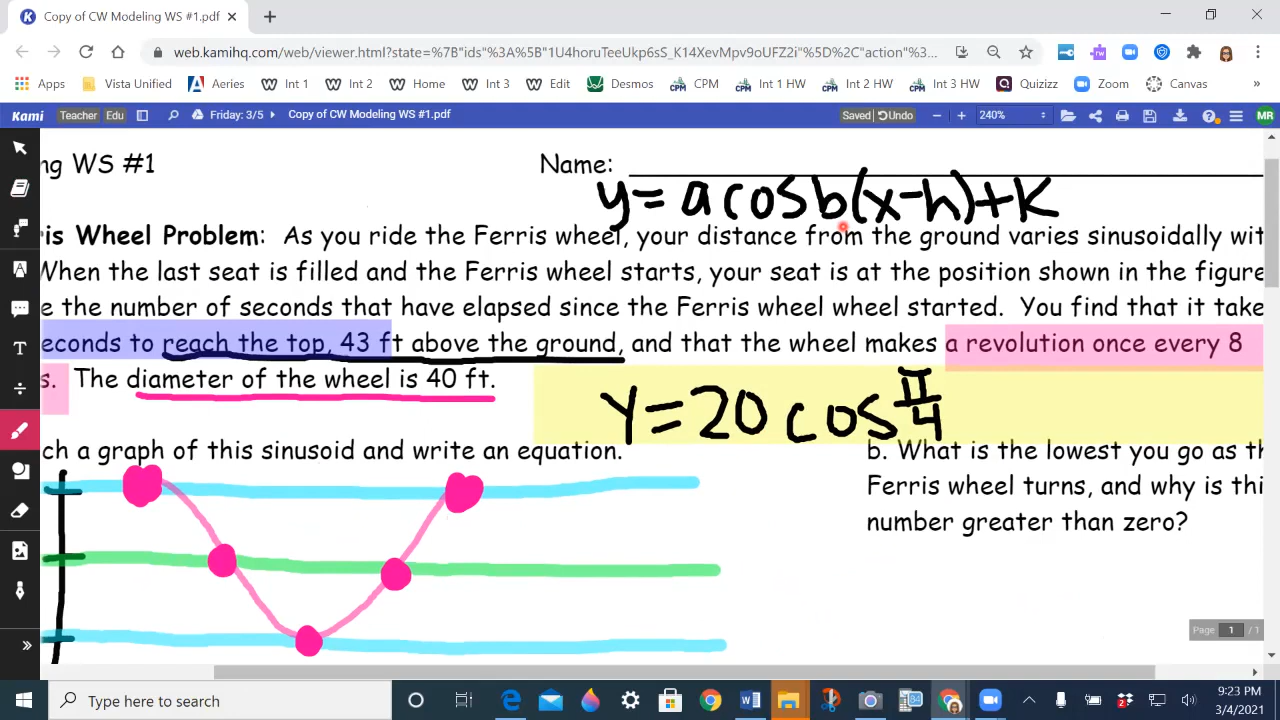 Copy of CW Modeling WS #1.pdf
web.kamihq.com/web/viewer.html?state=%7B"ids"%3A%5B"1U4horuTeeUkp6sS_K14XevMpv9oUFZ2i"%5D%2C"action"%3...
Apps Vista Unified Aeries Int 1 Int 2 Home Int 3 Edit Desmos CPM Int 1 HW Int 2 HW Int 3 HW Quizizz Zoom Canvas »
Kami Teacher Edu Friday: 3/5 Copy of CW Modeling WS #1.pdf Saved Undo 240% MR
ng WS #1 Name:
y=acosb(x-h)+k
ris Wheel Problem: As you ride the Ferris wheel, your distance from the ground varies sinusoidally wit
When the last seat is filled and the Ferris wheel starts, your seat is at the position shown in the figure
e the number of seconds that have elapsed since the Ferris wheel wheel started. You find that it take
econds to reach the top, 43 ft above the ground, and that the wheel makes a revolution once every 8
s. The diameter of the wheel is 40 ft.
Y=20 cos π/4
ch a graph of this sinusoid and write an equation.
b. What is the lowest you go as th
Ferris wheel turns, and why is thi
number greater than zero?
Page 1 / 1
Type here to search
9:23 PM
3/4/2021